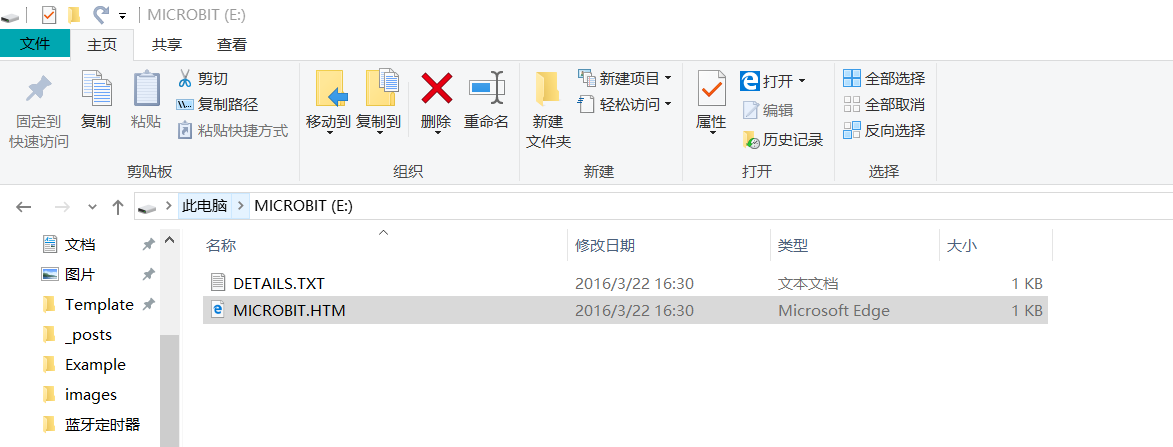 MICROBIT (E:)
文件 主页 共享 查看
固定到快速访问
复制
粘贴
剪切
复制路径
粘贴快捷方式
剪贴板
移动到 复制到 删除 重命名
组织
新建文件夹
新建项目
轻松访问
新建
属性
打开
编辑
历史记录
打开
全部选择
全部取消
反向选择
选择
此电脑 MICROBIT (E:)
文档
图片
Template
_posts
Example
images
蓝牙定时器
名称 修改日期 类型 大小
DETAILS.TXT 2016/3/22 16:30 文本文档 1 KB
MICROBIT.HTM 2016/3/22 16:30 Microsoft Edge 1 KB